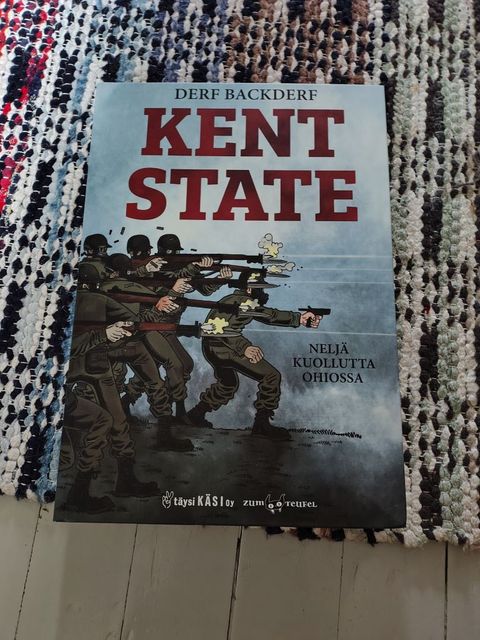 DERF BACKDERF
KENT
STATE
NELJÄ
KUOLLUTTA
OHIOSSA
täysi KÄSI oy
ZUM TEUFEL